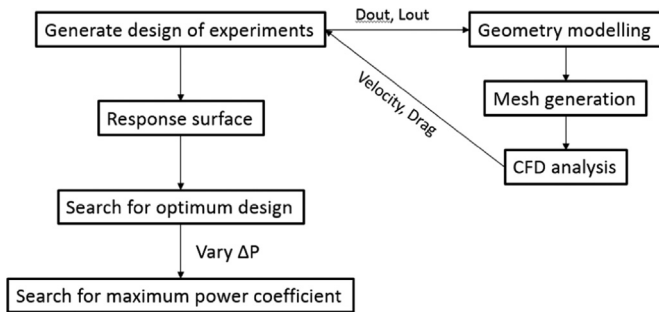 Generate design of experiments
Dout, Lout
Geometry modelling
Mesh generation
CFD analysis
Velocity, Drag
Response surface
Search for optimum design
Vary ΔP
Search for maximum power coefficient